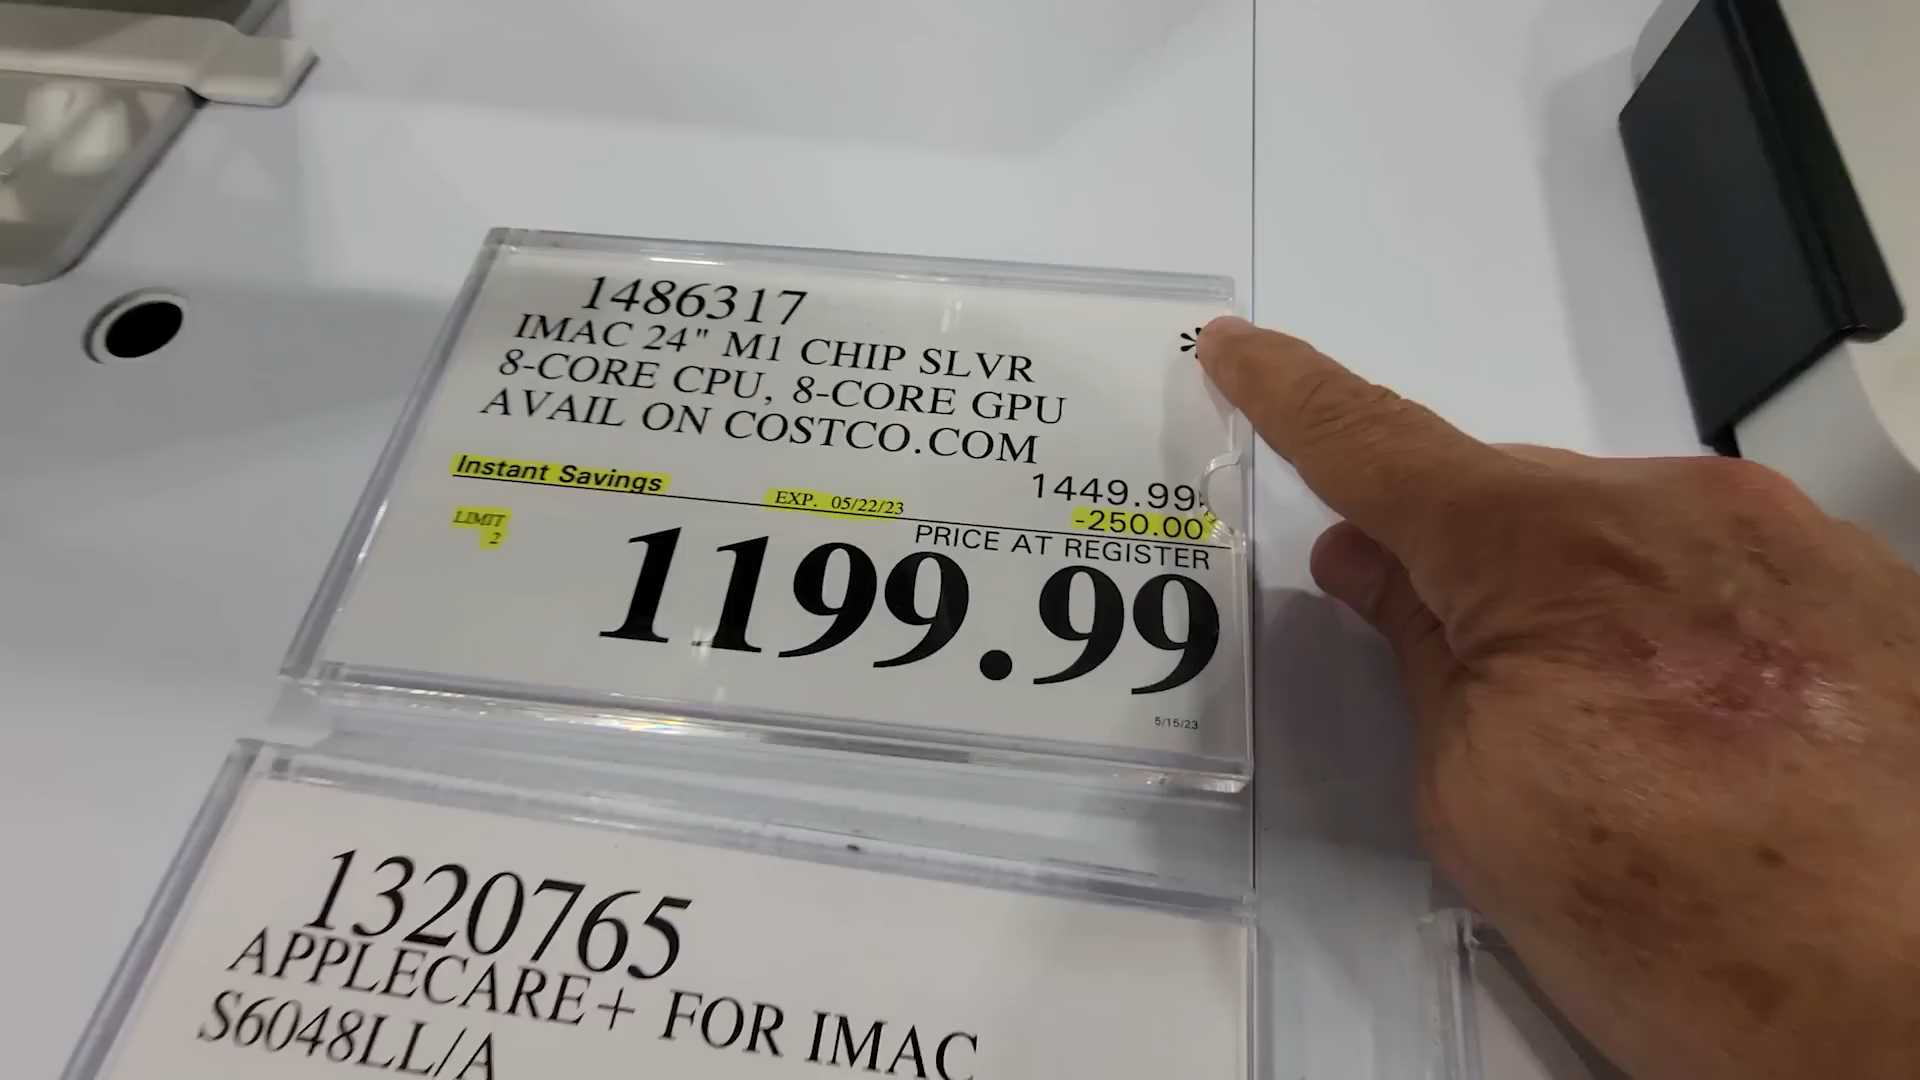 1486317
*
IMAC 24" M1 CHIP SLVR
8-CORE CPU, 8-CORE GPU
AVAIL ON COSTCO.COM
Instant Savings
1449.99
EXP. 05/22/23
-250.00
LIMIT
2
PRICE AT REGISTER
1199.99
5/15/23
1320765
APPLECARE+ FOR IMAC
S6048LL/A